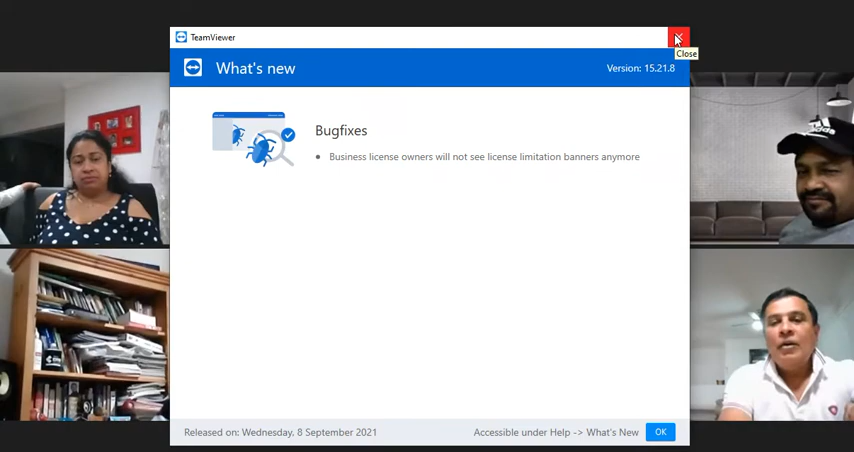 TeamViewer
Close
What's new
Version: 15.21.8
Bugfixes
Business license owners will not see license limitation banners anymore
Released on: Wednesday, 8 September 2021
Accessible under Help -> What's New
OK